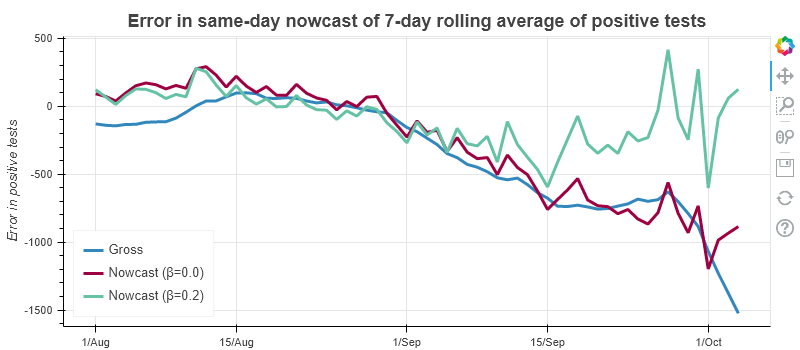 Error in same-day nowcast of 7-day rolling average of positive tests
Error in positive tests
500
0
-500
-1000
-1500
Gross
Nowcast (β=0.0)
Nowcast (β=0.2)
1/Aug
15/Aug
1/Sep
15/Sep
1/Oct